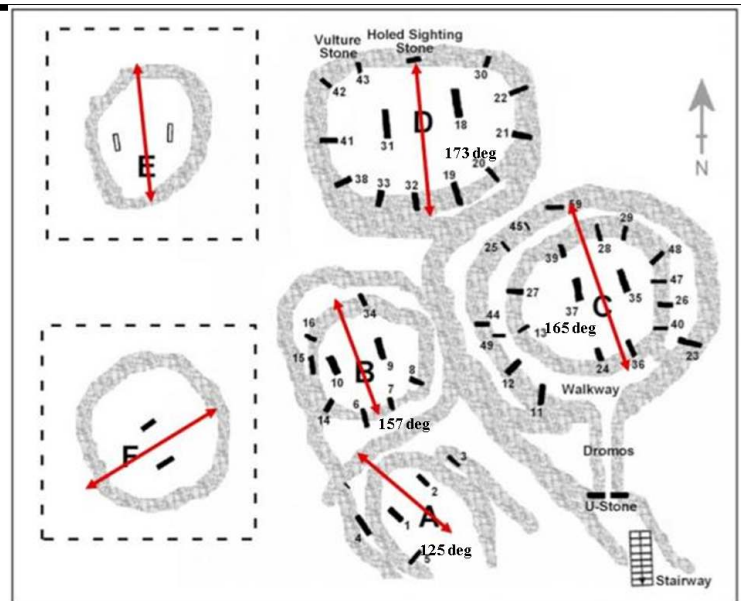 Vulture Stone
Holed Sighting Stone
42
43
30
22
D
18
31
41
21
173 deg
20
38
33
32
19
E
N
59
45
29
28
25
39
48
47
27
35
37
C
26
44
13
165 deg
40
49
24
36
23
12
11
Walkway
34
16
15
9
B
10
8
7
14
6
157 deg
Dromos
3
2
U-Stone
1
A
4
125 deg
5
Stairway
F